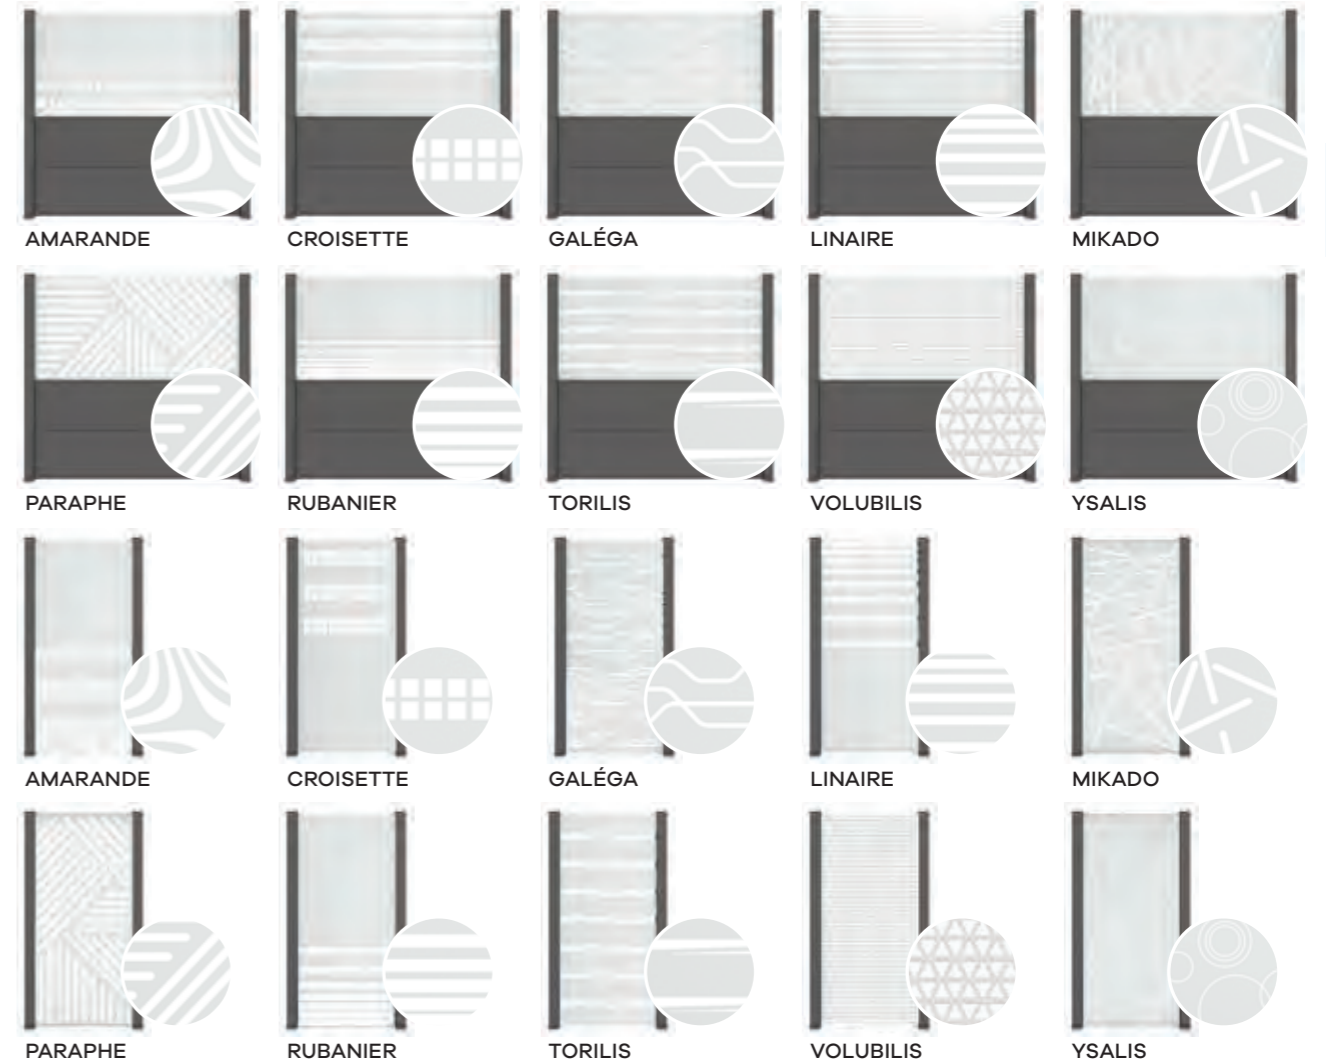 AMARANDE CROISETTE GALÉGA LINAIRE MIKADO
PARAPHE RUBANIER TORILIS VOLUBILIS YSALIS
AMARANDE CROISETTE GALÉGA LINAIRE MIKADO
PARAPHE RUBANIER TORILIS VOLUBILIS YSALIS